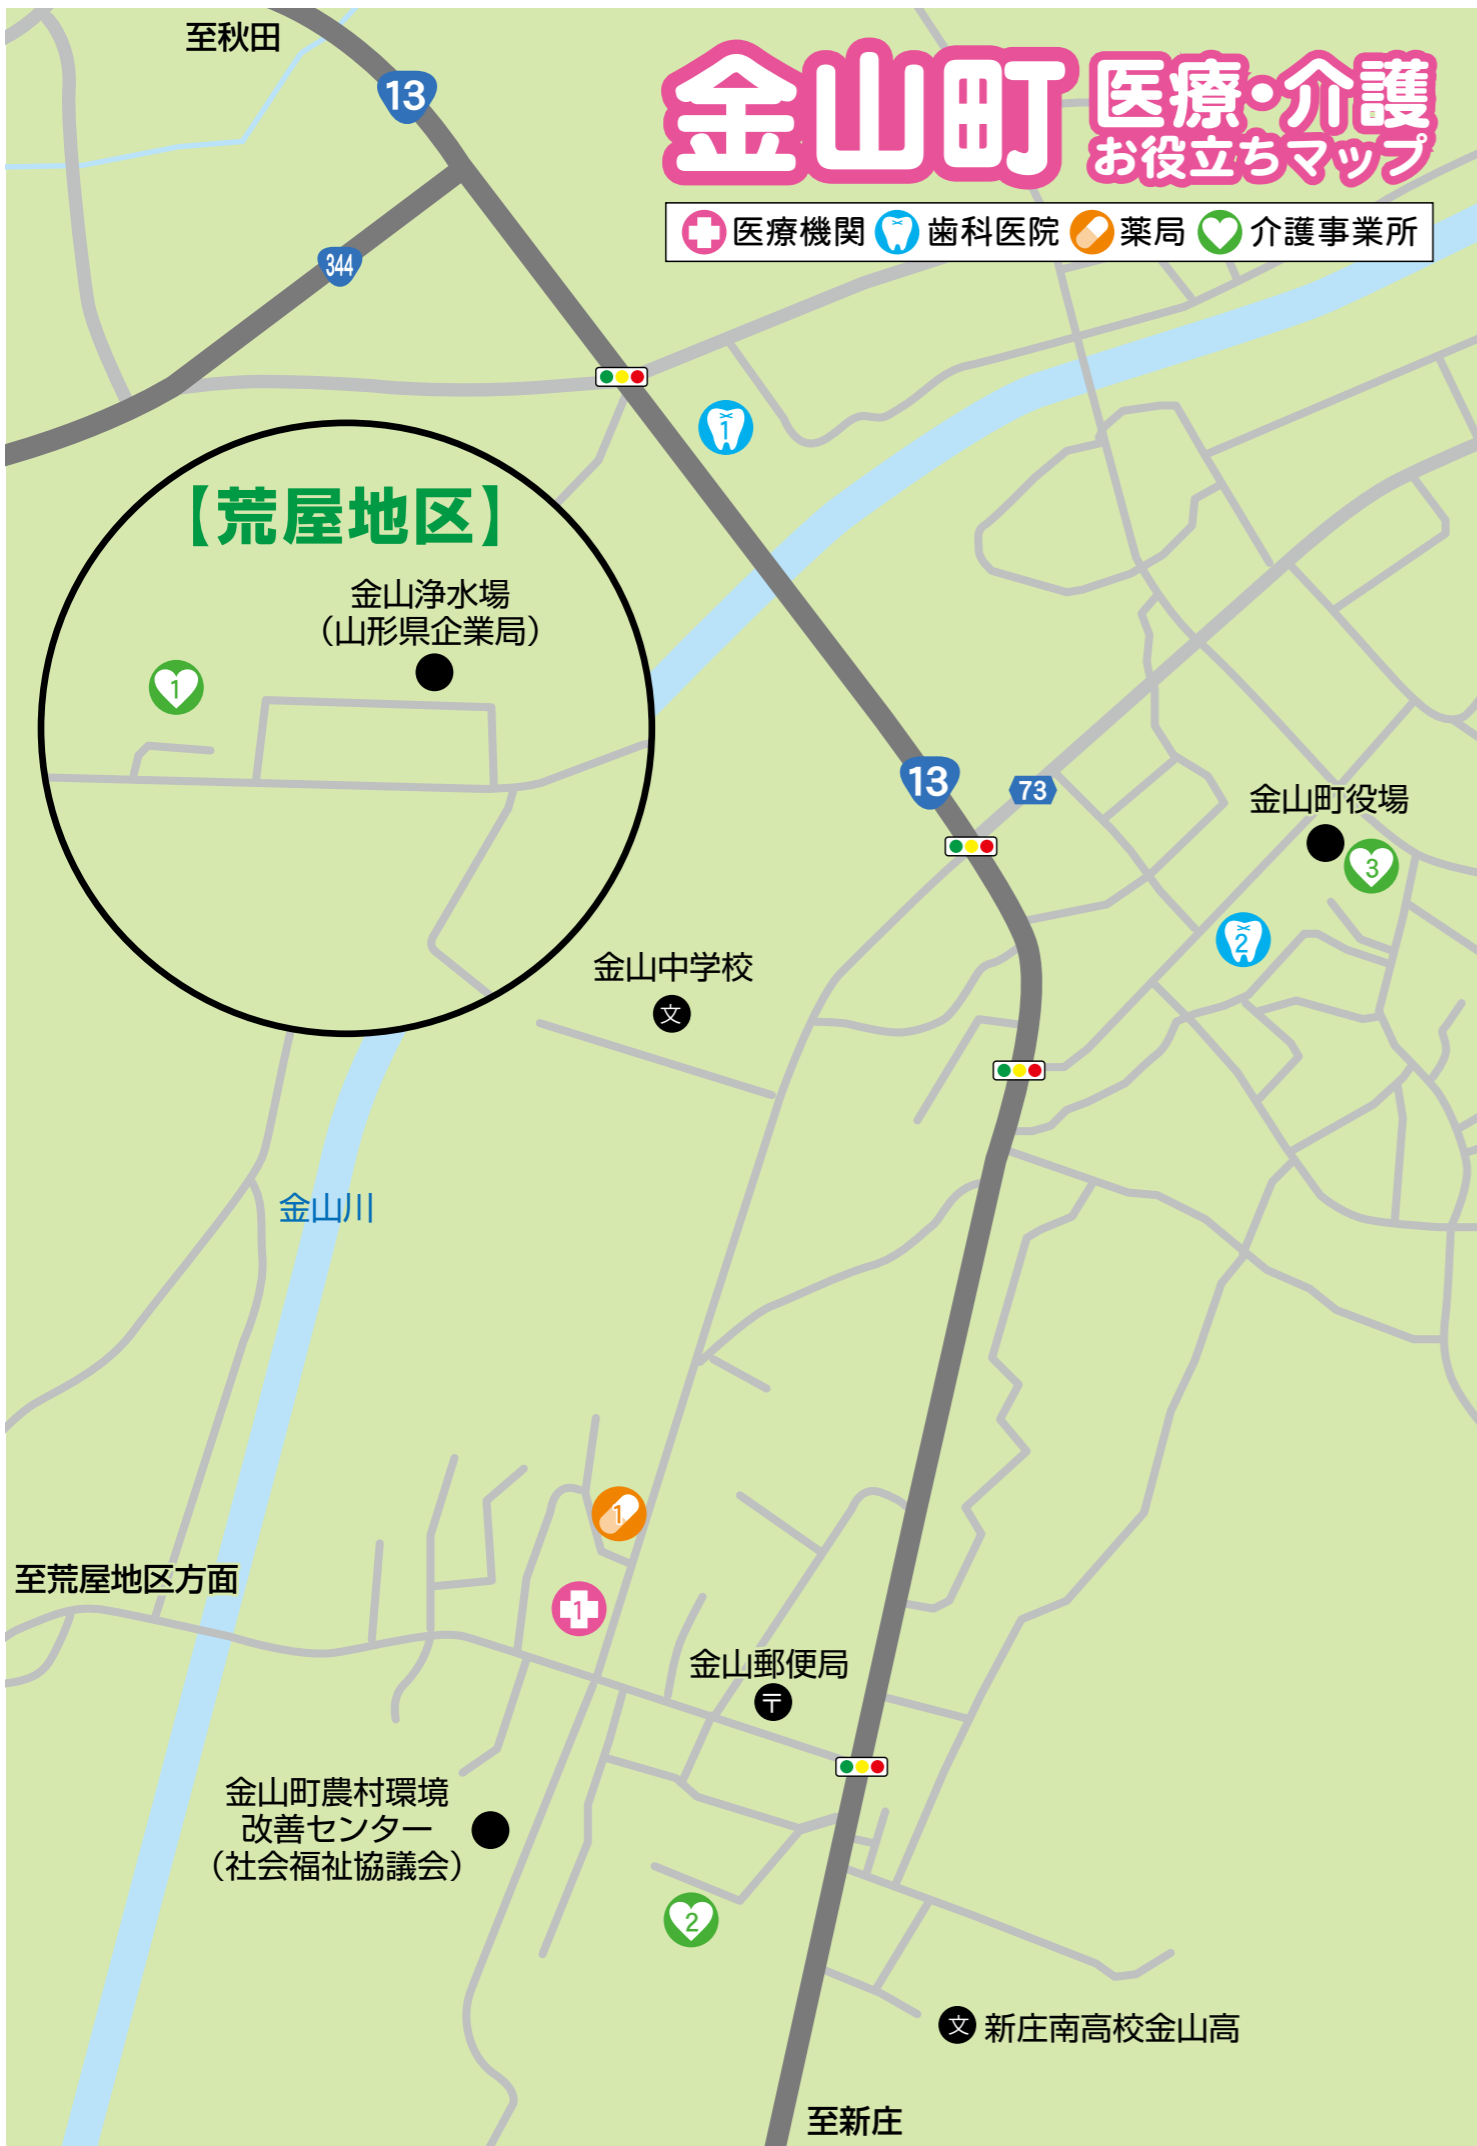 至秋田
13
金山町
医療・介護
お役立ちマップ
医療機関
歯科医院
薬局
介護事業所
344
1
【荒屋地区】
金山浄水場
(山形県企業局)
1
13
73
金山町役場
3
2
金山中学校
文
金山川
1
至荒屋地区方面
1
金山郵便局
〒
金山町農村環境
改善センター
(社会福祉協議会)
2
文
新庄南高校金山高
至新庄